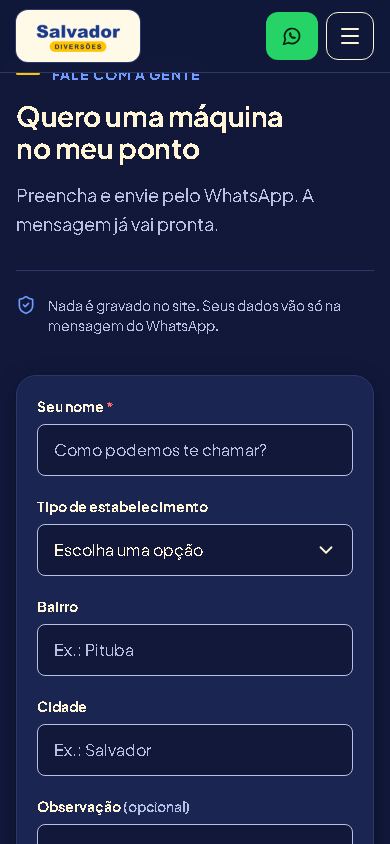 Salvador
DIVERSÕES
FALE COM A GENTE
Quero uma máquina
no meu ponto
Preencha e envie pelo WhatsApp. A
mensagem já vai pronta.
Nada é gravado no site. Seus dados vão só na
mensagem do WhatsApp.
Seu nome *
Como podemos te chamar?
Tipo de estabelecimento
Escolha uma opção
Bairro
Ex.: Pituba
Cidade
Ex.: Salvador
Observação (opcional)